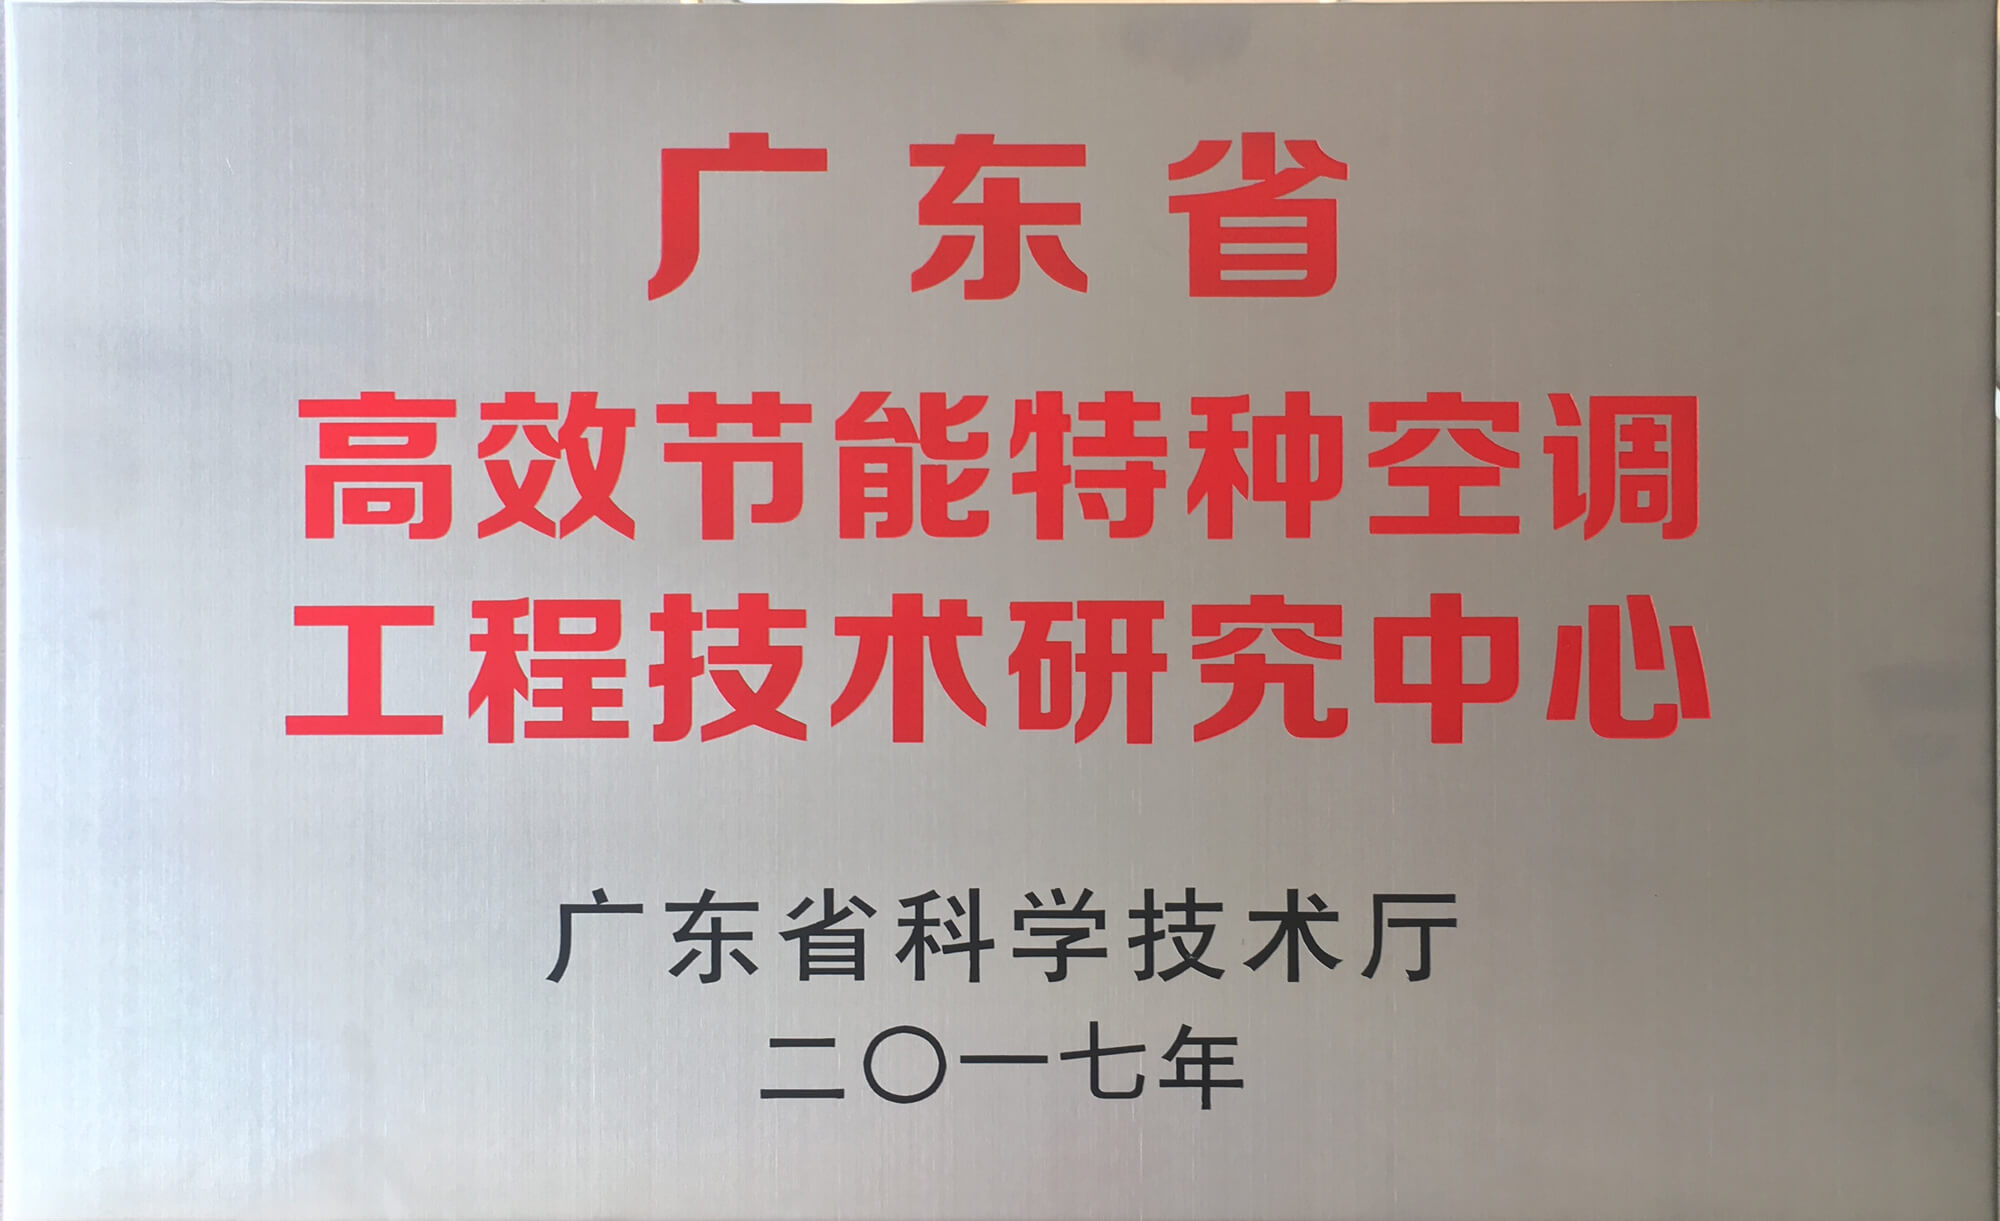 广东省
高效节能特种空调
工程技术研究中心
广东省科学技术厅
二〇一七年